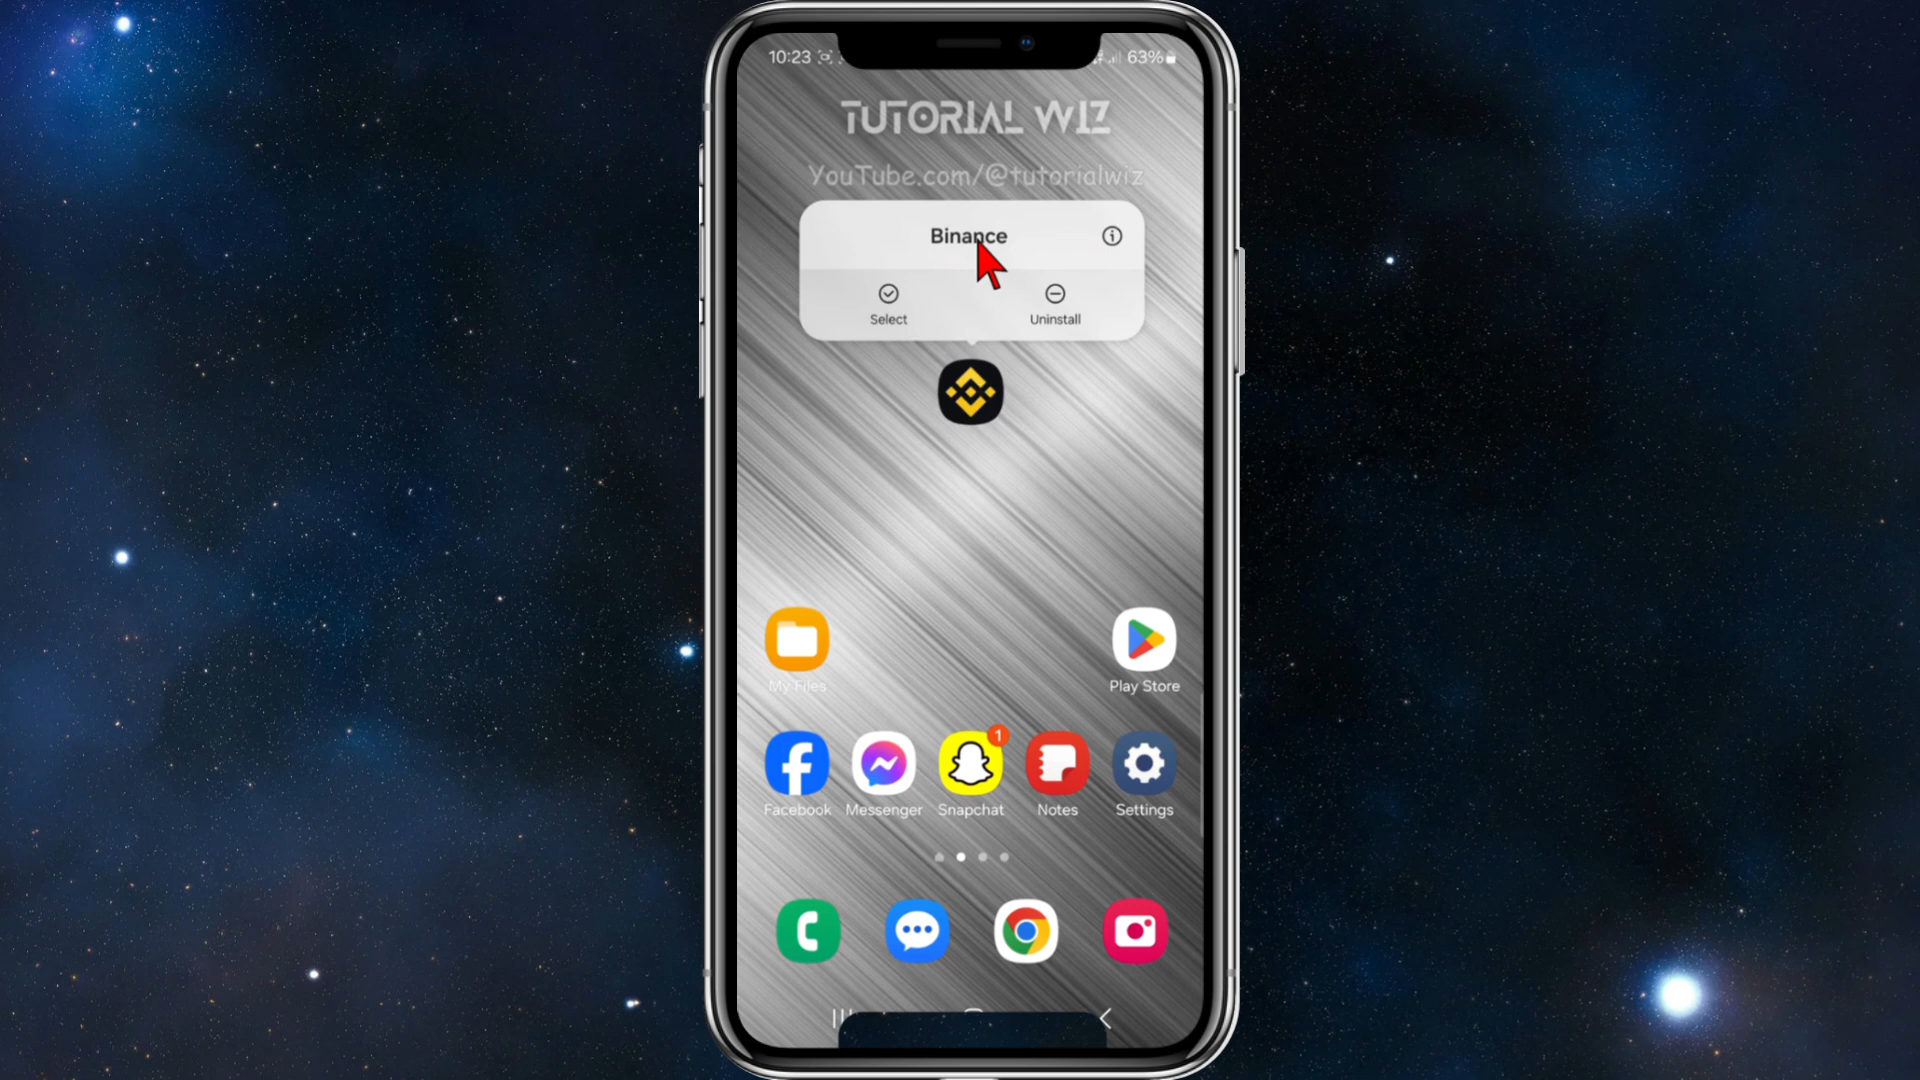 10:23
63%
TUTORIAL WIZ
YouTube.com/@tutorialwiz
Binance
Select
Uninstall
My Files
Play Store
1
Facebook
Messenger
Snapchat
Notes
Settings